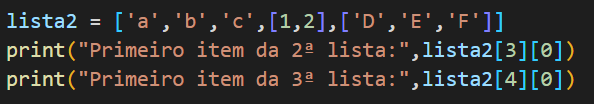 lista2 = ['a','b','c',[1,2],['D','E','F']]
print("Primeiro item da 2ª lista:",lista2[3][0])
print("Primeiro item da 3ª lista:",lista2[4][0])